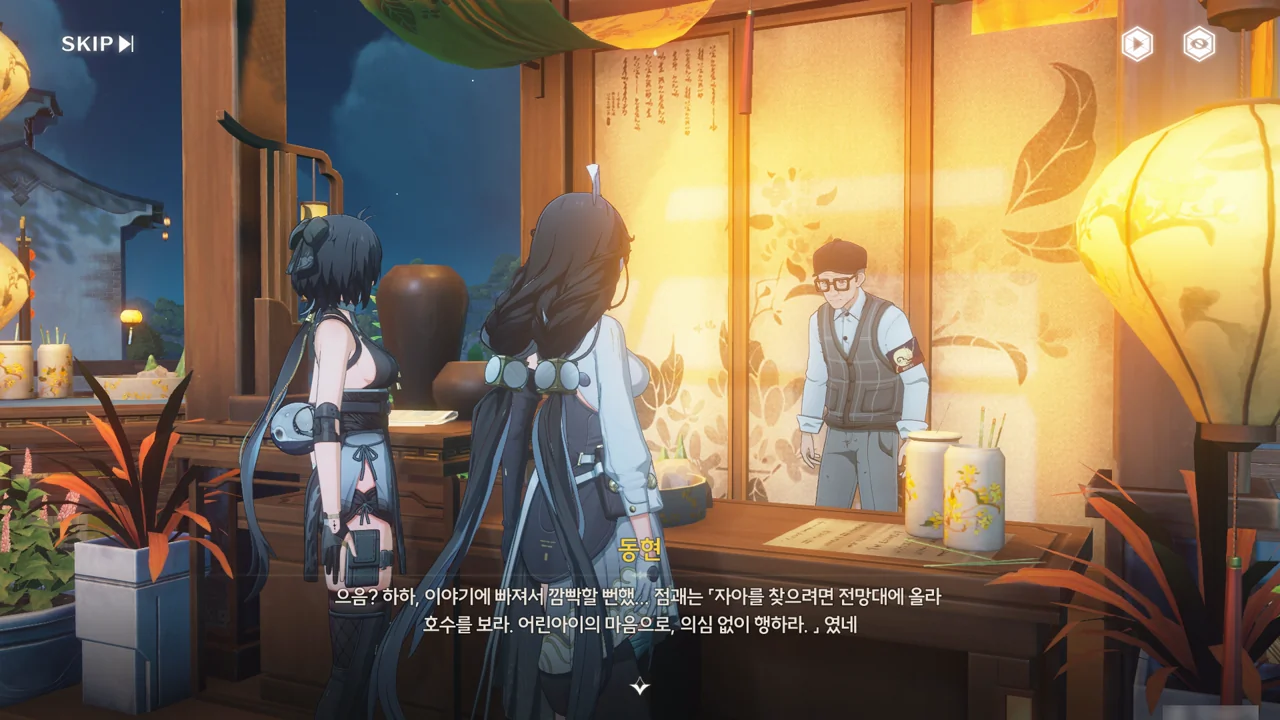 SKIP
동현
으음? 하하, 이야기에 빠져서 깜빡할 뻔했... 점괘는 「자아를 찾으려면 전망대에 올라
호수를 보라. 어린아이의 마음으로, 의심 없이 행하라.」였네